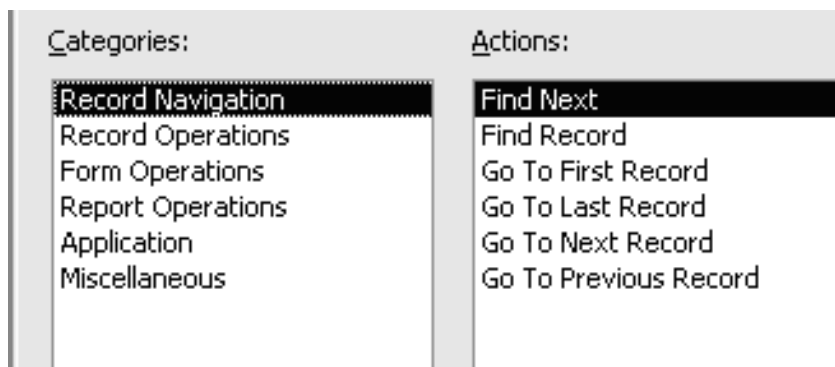 Categories:
Record Navigation
Record Operations
Form Operations
Report Operations
Application
Miscellaneous
Actions:
Find Next
Find Record
Go To First Record
Go To Last Record
Go To Next Record
Go To Previous Record